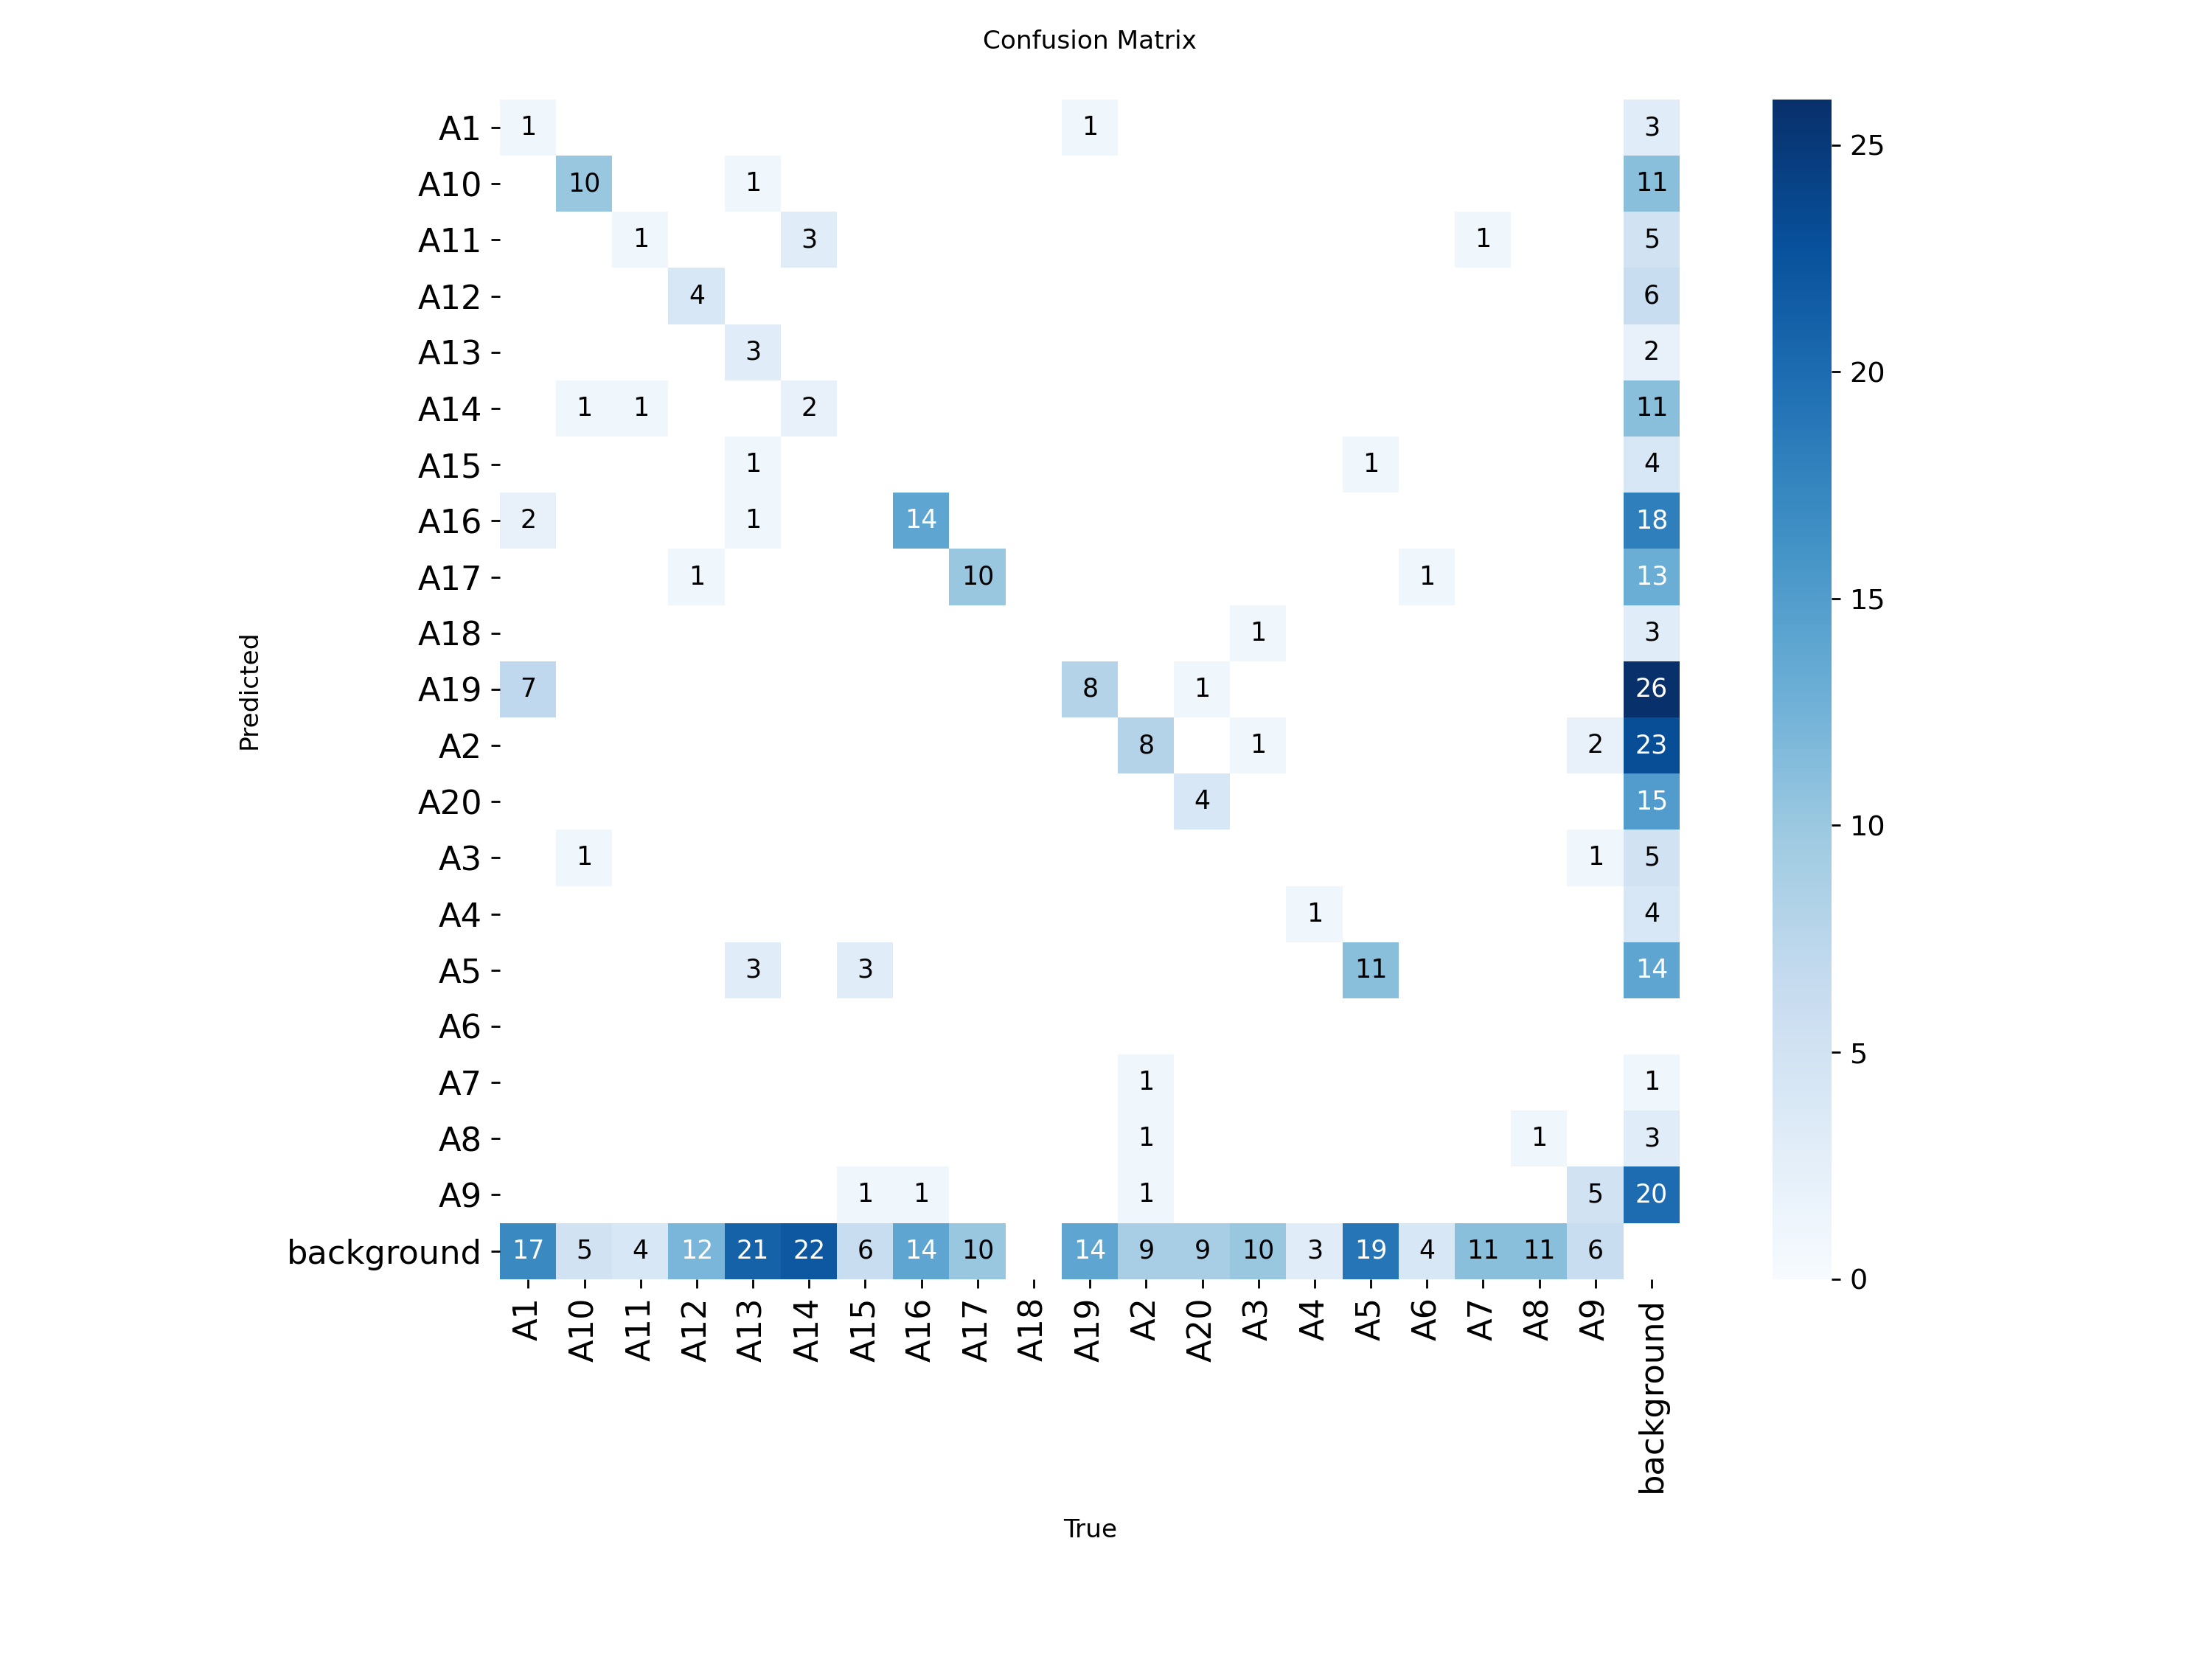 Confusion Matrix
A1 1 1 3
A10 10 1 11
A11 1 3 1 5
A12 4 6
A13 3 2
A14 1 1 2 11
A15 1 1 4
A16 2 1 14 18
A17 1 10 1 13
A18 1 3
A19 7 8 1 26
A2 8 1 2 23
A20 4 15
A3 1 1 5
A4 1 4
A5 3 3 11 14
A6
A7 1 1
A8 1 1 3
A9 1 1 1 5 20
background 17 5 4 12 21 22 6 14 10 14 9 9 10 3 19 4 11 11 6
A1 A10 A11 A12 A13 A14 A15 A16 A17 A18 A19 A2 A20 A3 A4 A5 A6 A7 A8 A9 background
True
Predicted
25
20
15
10
5
0